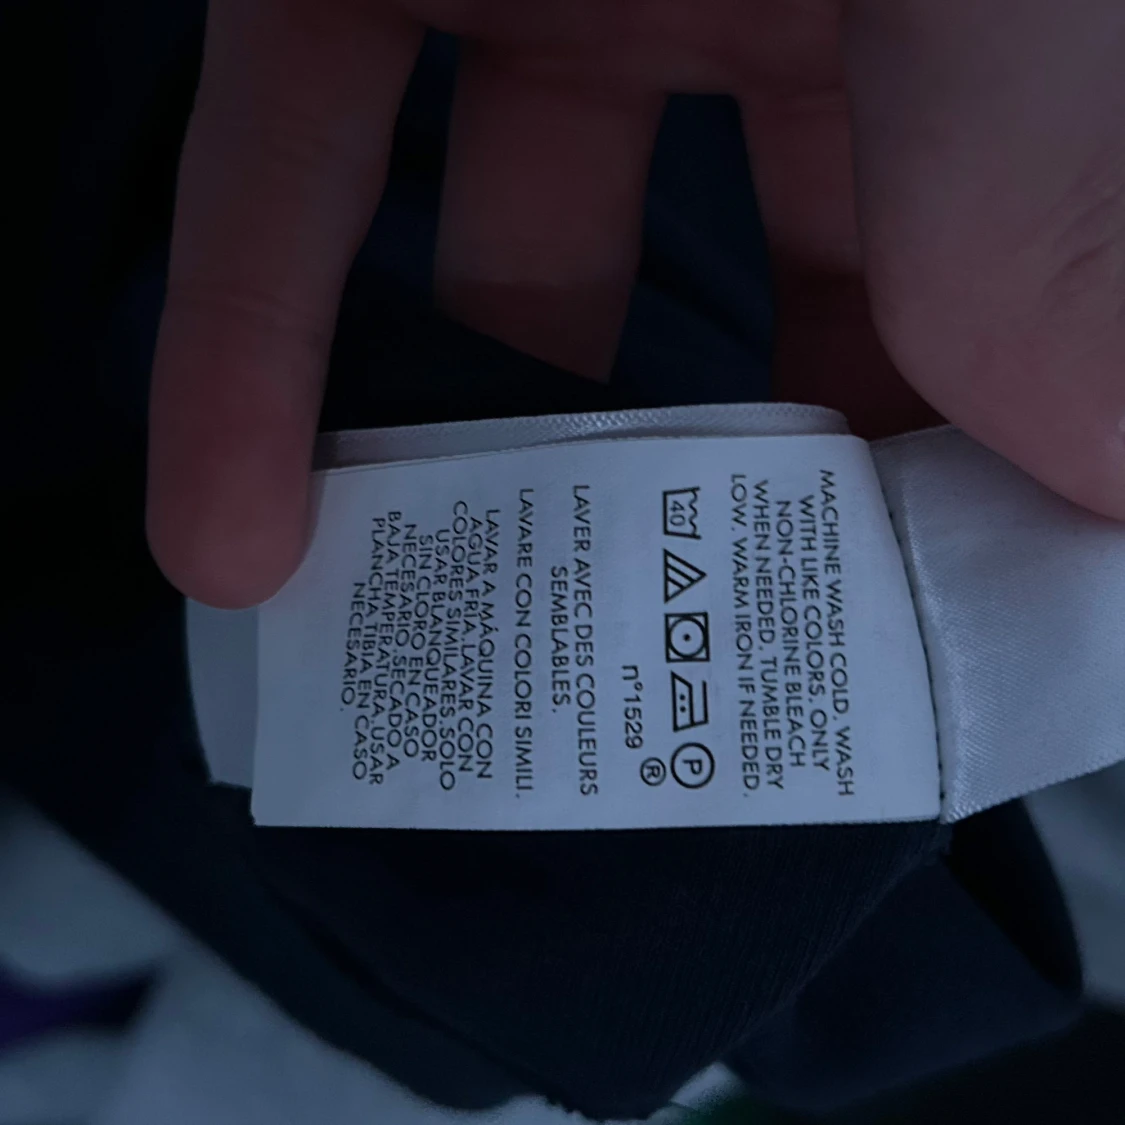 MACHINE WASH COLD. WASH
WITH LIKE COLORS. ONLY
NON-CHLORINE BLEACH
WHEN NEEDED. TUMBLE DRY
LOW. WARM IRON IF NEEDED.
40
P
®
n°1529
LAVER AVEC DES COULEURS
SEMBLABLES.
LAVARE CON COLORI SIMILI.
LAVAR A MÁQUINA CON
AGUA FRÍA.LAVAR CON
COLORES SIMILARES.SOLO
USAR BLANQUEADOR
SIN CLORO EN CASO
NECESARIO.SECADO A
BAJA TEMPERATURA.USAR
PLANCHA TIBIA EN CASO
NECESARIO.